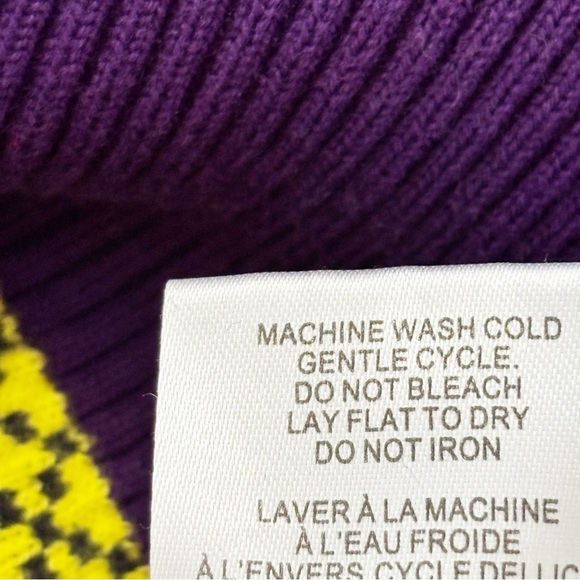 MACHINE WASH COLD
GENTLE CYCLE.
DO NOT BLEACH
LAY FLAT TO DRY
DO NOT IRON
LAVER À LA MACHINE
À L'EAU FROIDE
À L'ENVERS CYCLE